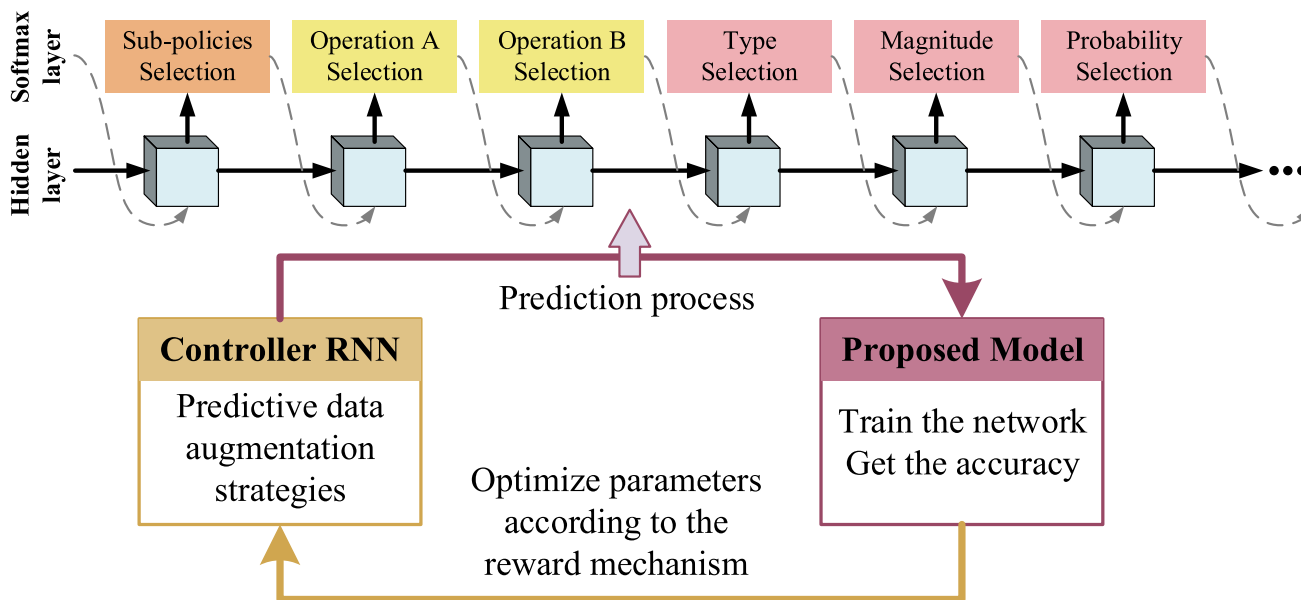 Softmax
layer
Sub-policies
Selection
Operation A
Selection
Operation B
Selection
Type
Selection
Magnitude
Selection
Probability
Selection
Hidden
layer
Prediction process
Controller RNN
Predictive data
augmentation
strategies
Proposed Model
Train the network
Get the accuracy
Optimize parameters
according to the
reward mechanism